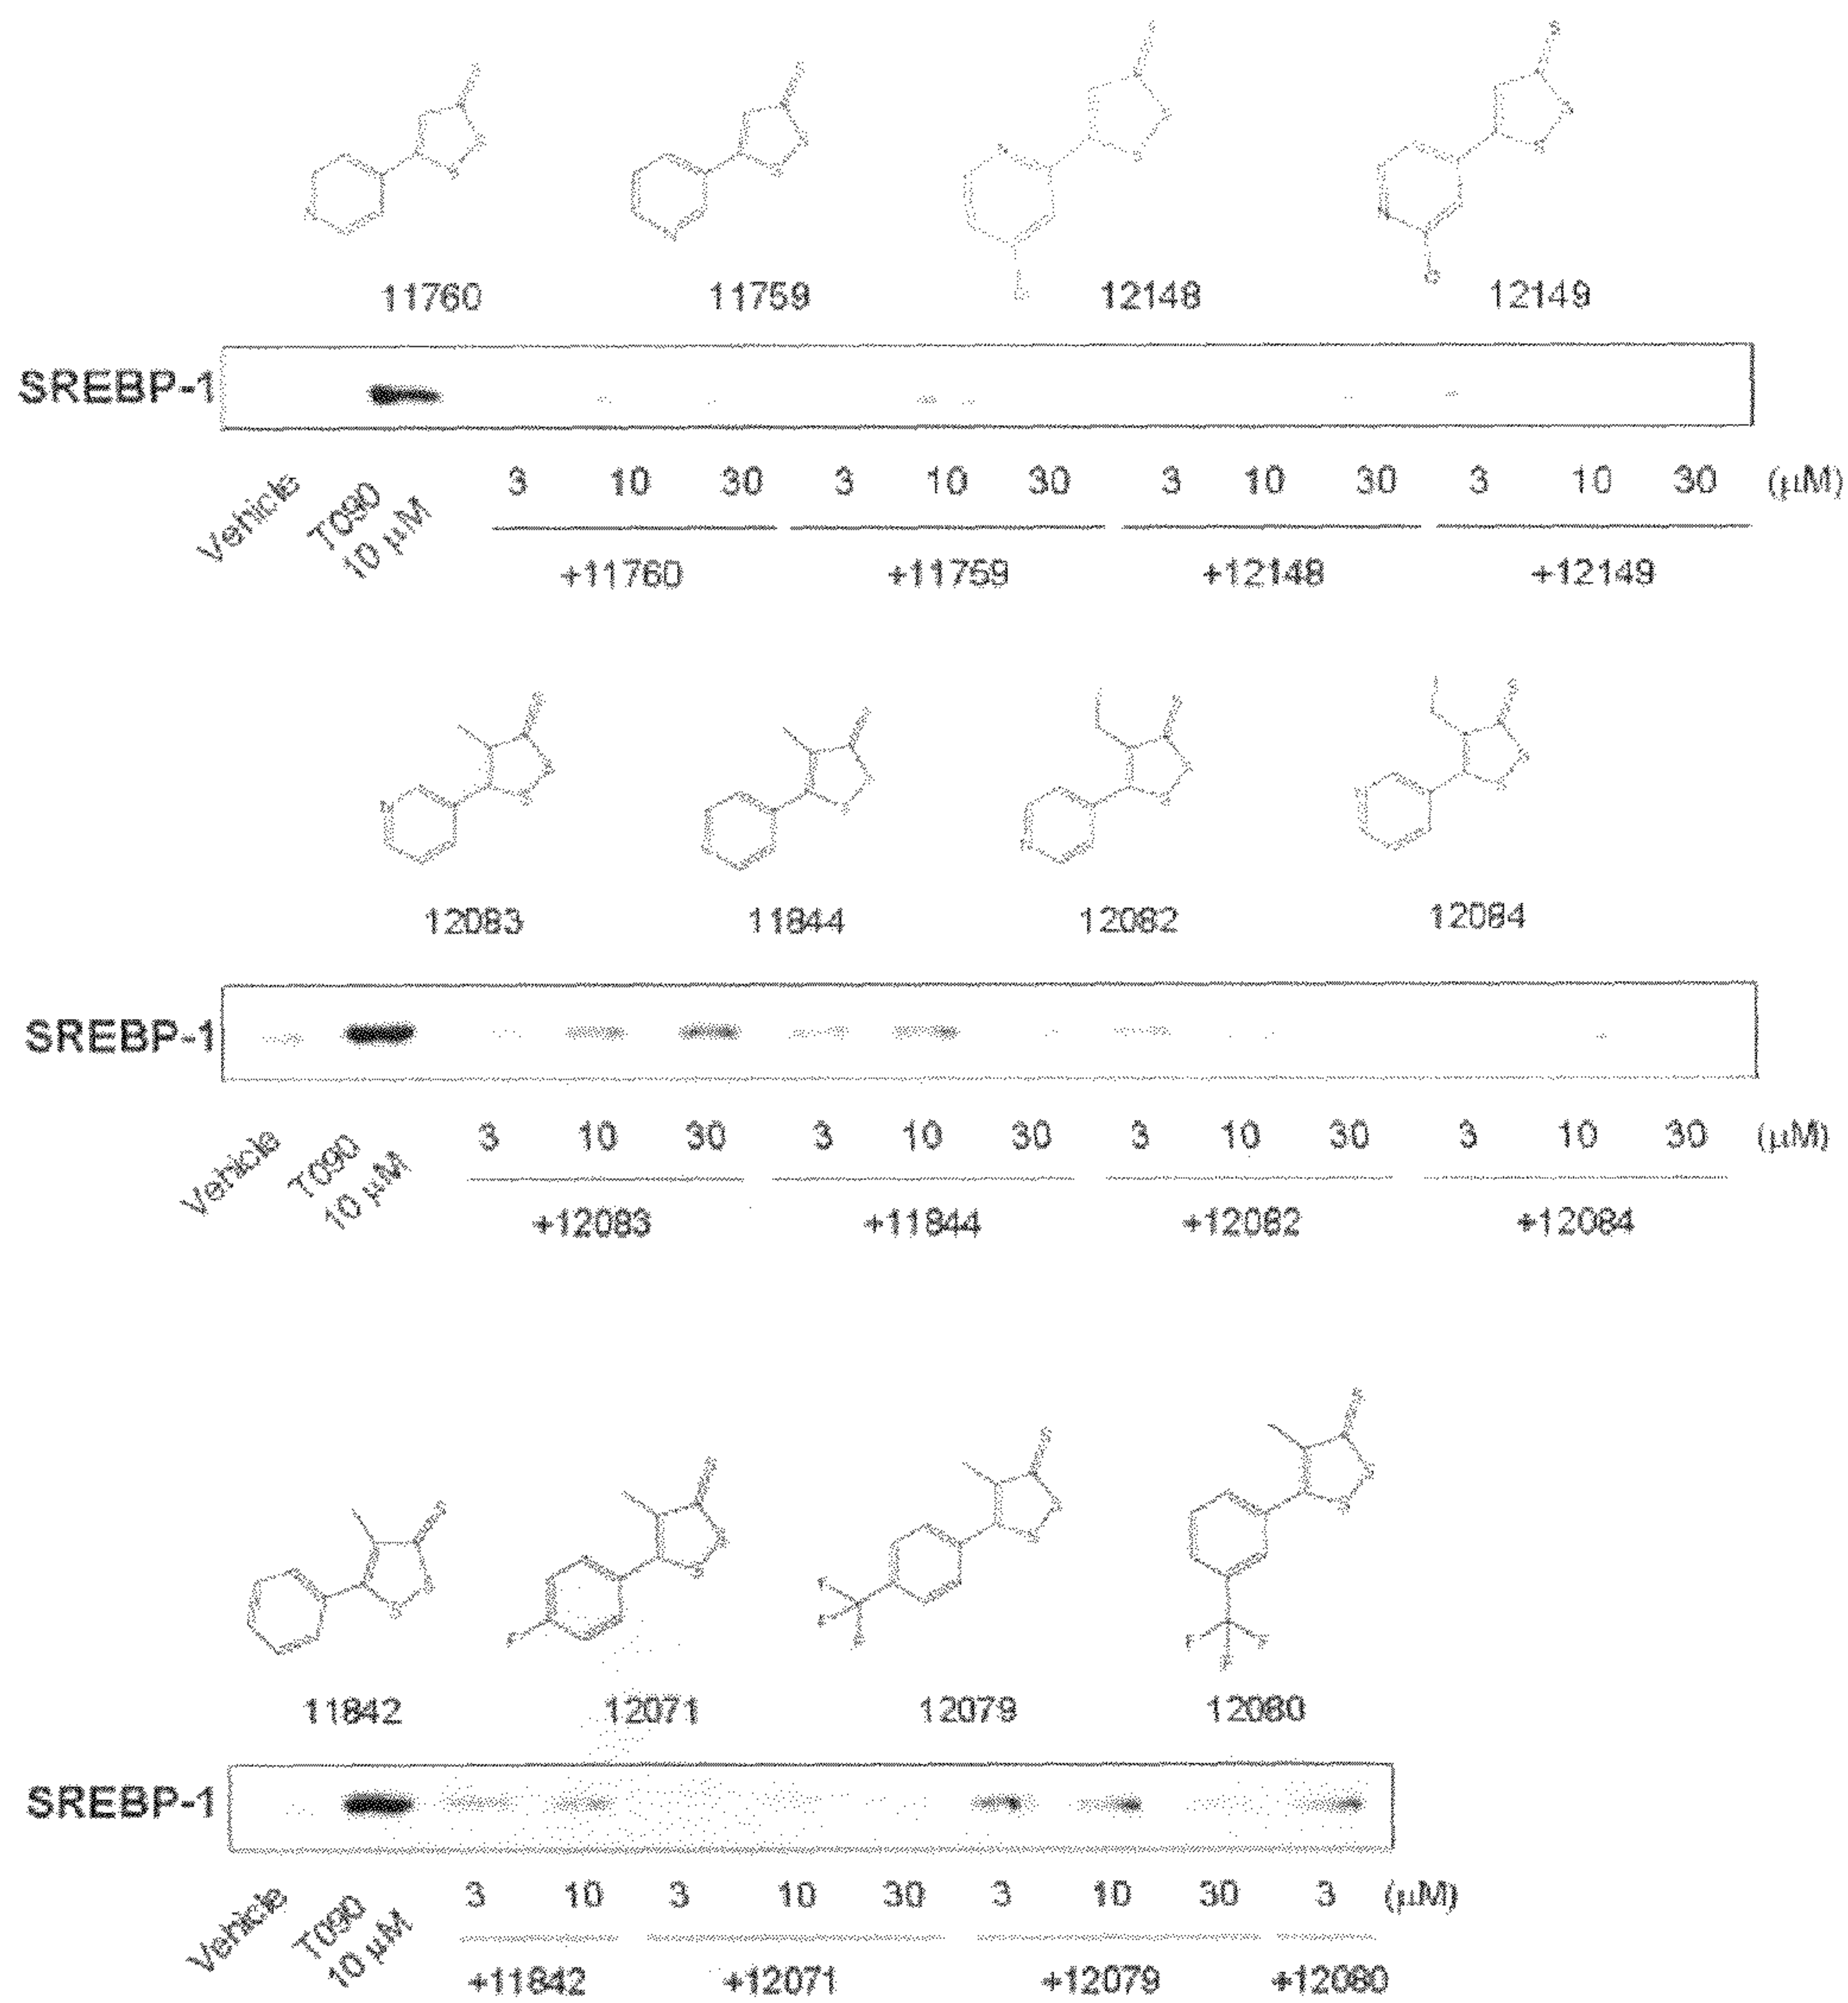 11760 11759 12148 12149
SREBP-1
Vehicle T090 10 µM 3 10 30 3 10 30 3 10 30 3 10 30 (µM)
+11760 +11759 +12148 +12149
12083 11844 12082 12084
SREBP-1
Vehicle T090 10 µM 3 10 30 3 10 30 3 10 30 3 10 30 (µM)
+12083 +11844 +12082 +12084
F F F F F F F
11842 12071 12079 12080
SREBP-1
Vehicle T090 10 µM 3 10 3 10 30 3 10 30 3 (µM)
+11842 +12071 +12079 +12080